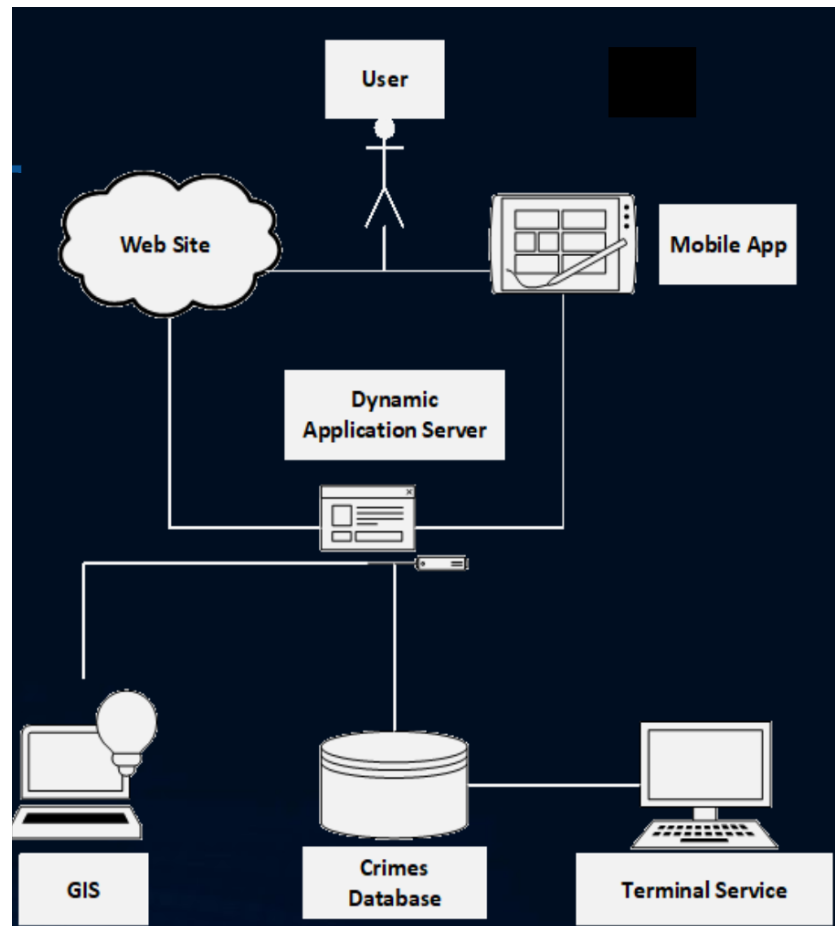 User
Web Site
Mobile App
Dynamic
Application Server
GIS
Crimes
Database
Terminal Service